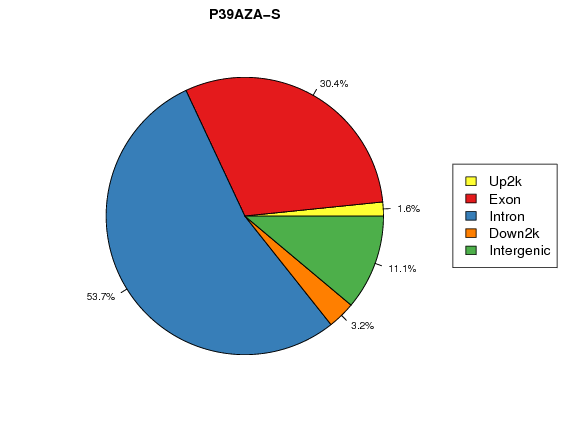 P39AZA−S
30.4%
1.6%
53.7%
11.1%
3.2%
Up2k
Exon
Intron
Down2k
Intergenic